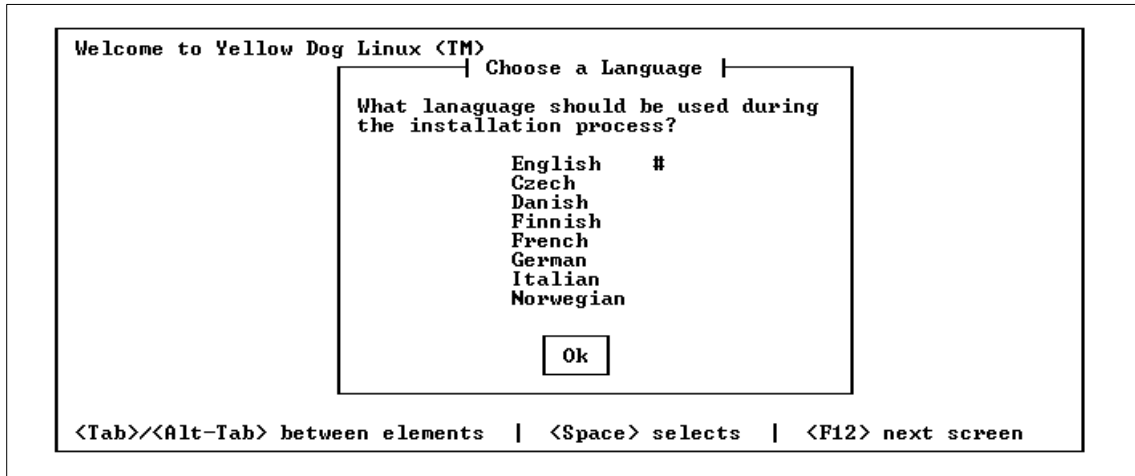 Welcome to Yellow Dog Linux (TM)
Choose a Language
What lanaguage should be used during
the installation process?
English #
Czech
Danish
Finnish
French
German
Italian
Norwegian
Ok
<Tab>/<Alt-Tab> between elements | <Space> selects | <F12> next screen